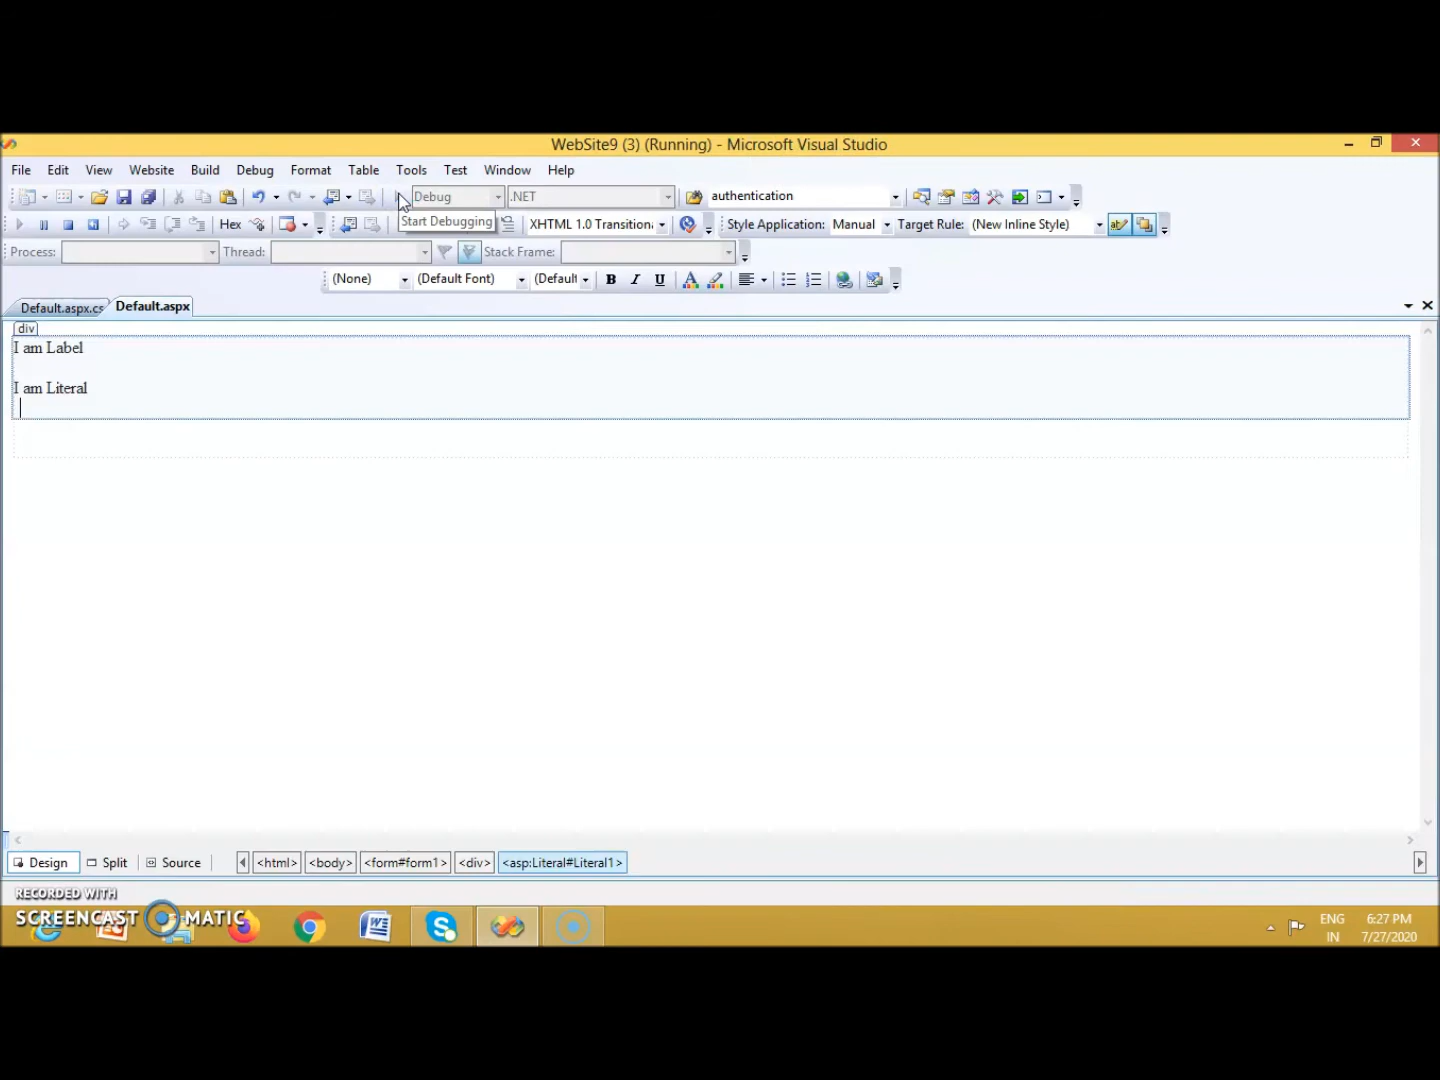 WebSite9 (3) (Running) - Microsoft Visual Studio
File Edit View Website Build Debug Format Table Tools Test Window Help
Debug .NET authentication
Start Debugging
Hex XHTML 1.0 Transition Style Application: Manual Target Rule: (New Inline Style)
Process: Thread: Stack Frame:
(None) (Default Font) (Default B I U
Default.aspx.cs Default.aspx
div
I am Label
I am Literal
Design Split Source <html> <body> <form#form1> <div> <asp:Literal#Literal1>
RECORDED WITH
SCREENCAST MATIC
ENG 6:27 PM
IN 7/27/2020